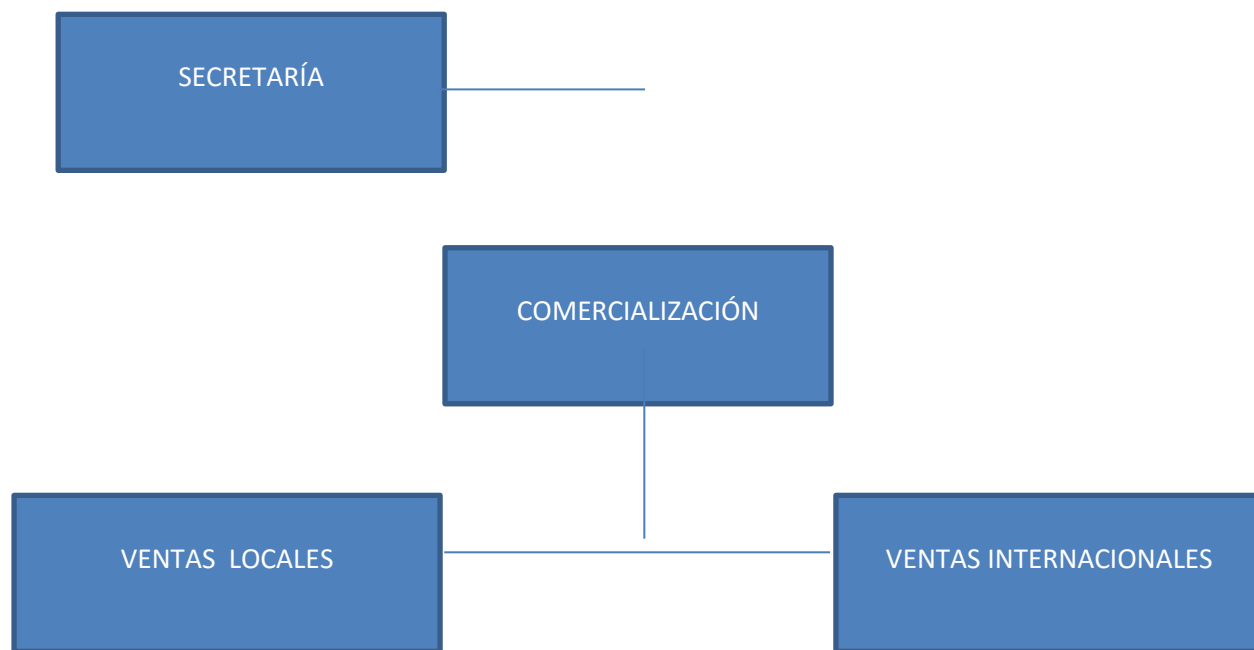 SECRETARÍA
COMERCIALIZACIÓN
VENTAS  LOCALES
VENTAS INTERNACIONALES